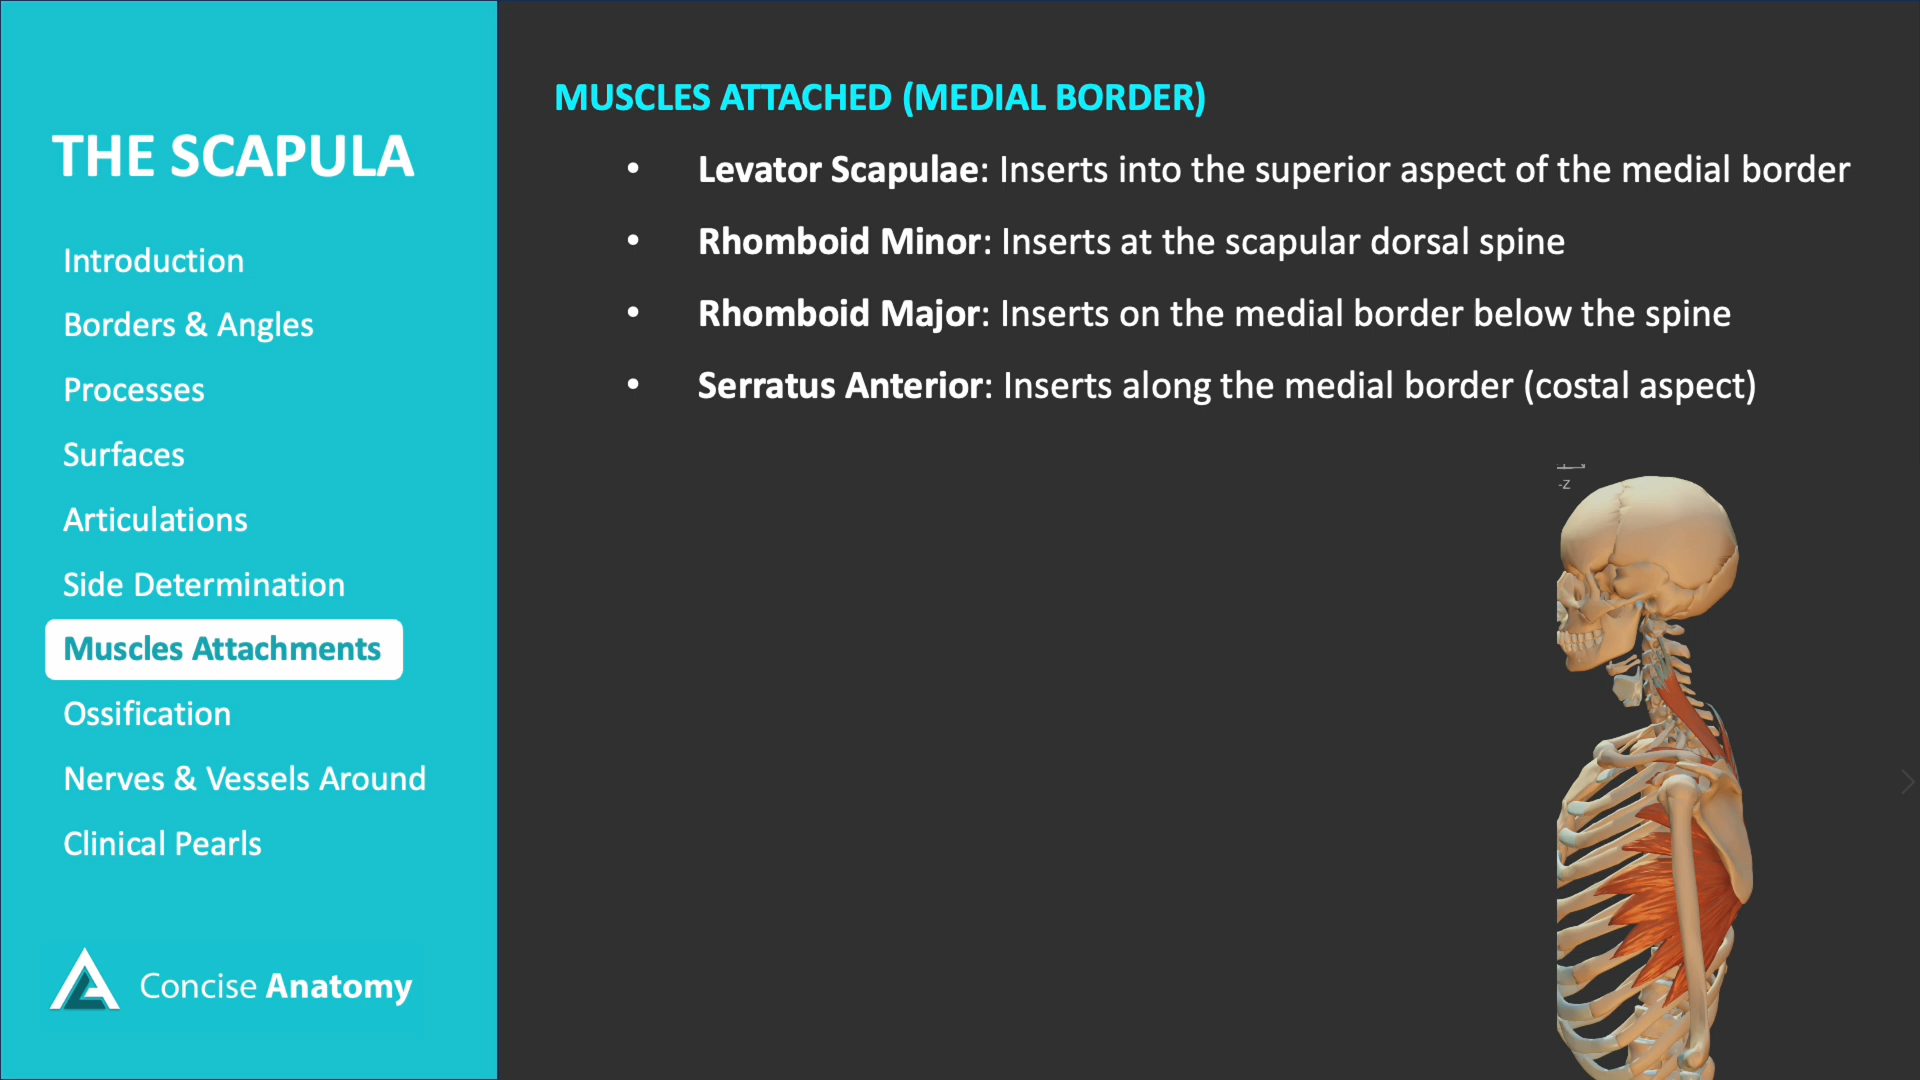 THE SCAPULA
Introduction
Borders & Angles
Processes
Surfaces
Articulations
Side Determination
Muscles Attachments
Ossification
Nerves & Vessels Around
Clinical Pearls
Concise Anatomy
MUSCLES ATTACHED (MEDIAL BORDER)
• Levator Scapulae: Inserts into the superior aspect of the medial border
• Rhomboid Minor: Inserts at the scapular dorsal spine
• Rhomboid Major: Inserts on the medial border below the spine
• Serratus Anterior: Inserts along the medial border (costal aspect)
-Z